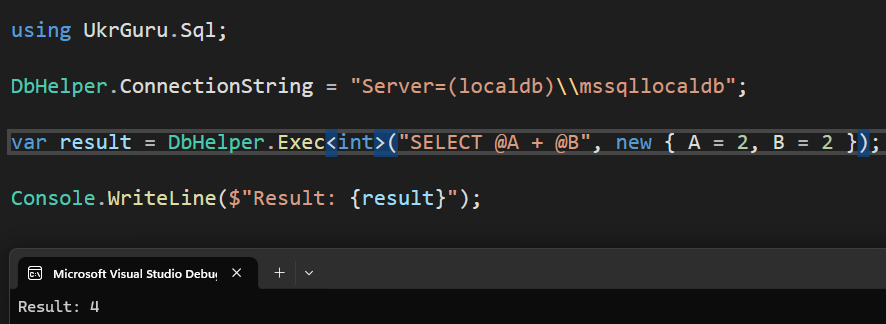 using UkrGuru.Sql;
DbHelper.ConnectionString = "Server=(localdb)\\mssqllocaldb";
var result = DbHelper.Exec<int>("SELECT @A + @B", new { A = 2, B = 2 });
Console.WriteLine($"Result: {result}");
Microsoft Visual Studio Debug
Result: 4